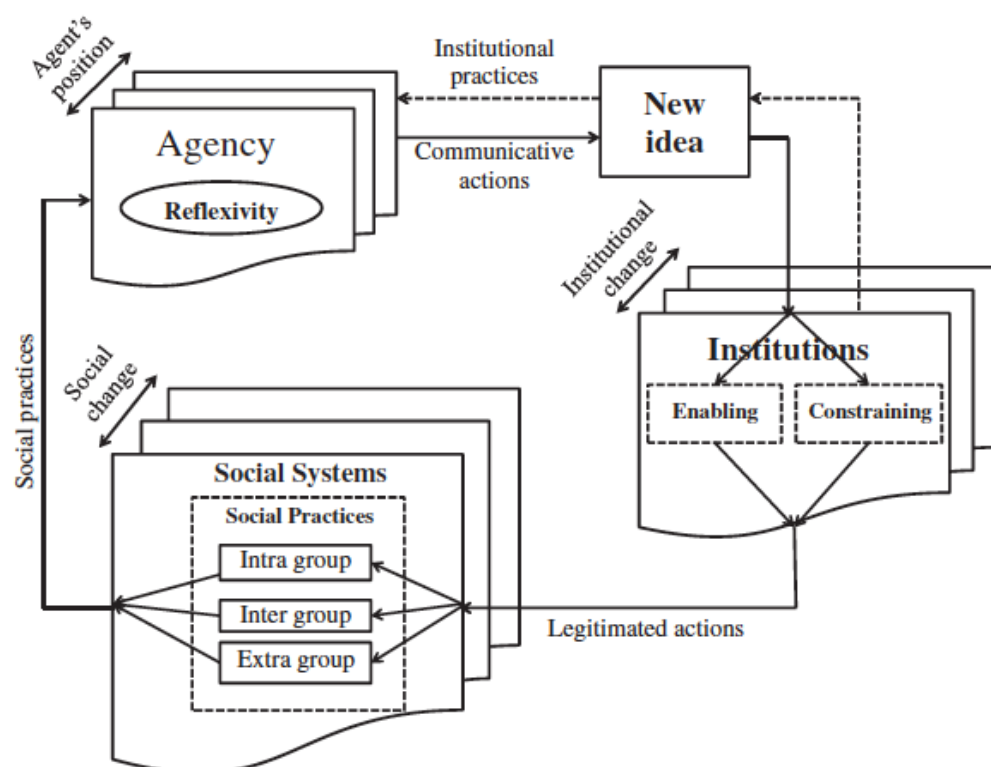 Agent's
position
Institutional
practices
New
idea
Agency
Reflexivity
Communicative
actions
Institutional
change
Institutions
Enabling
Constraining
Social practices
Social
change
Social Systems
Social Practices
Intra group
Inter group
Extra group
Legitimated actions